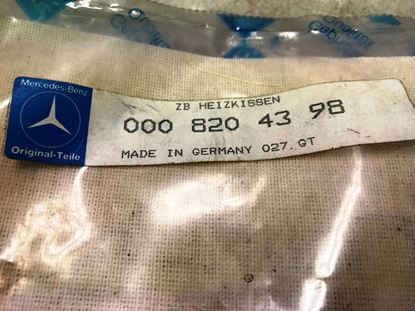 Mercedes-Benz
Original-Teile
ZB HEIZKISSEN
000 820 43 98
MADE IN GERMANY 027.GT